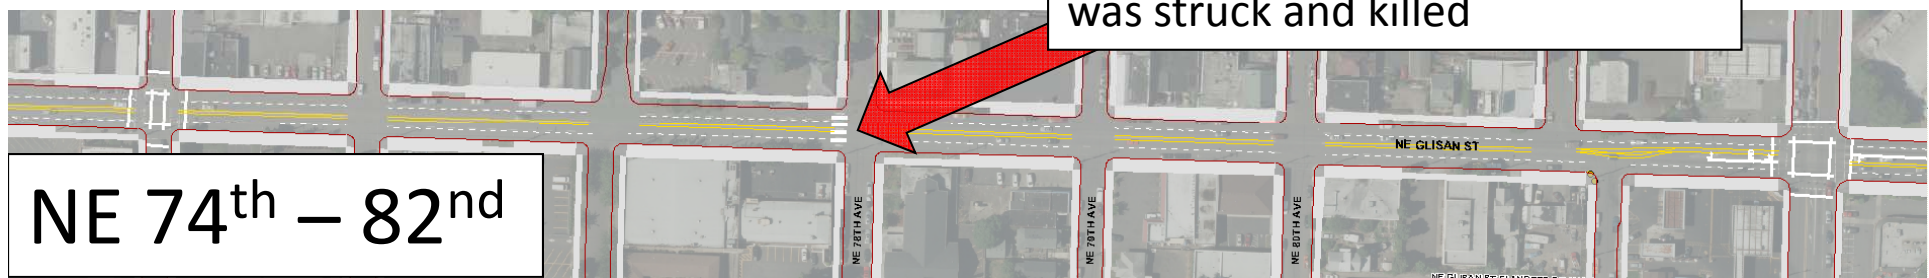 was struck and killed
NE GLISAN ST
NE 74th – 82nd
NE 78TH AVE
NE 79TH AVE
NE 80TH AVE